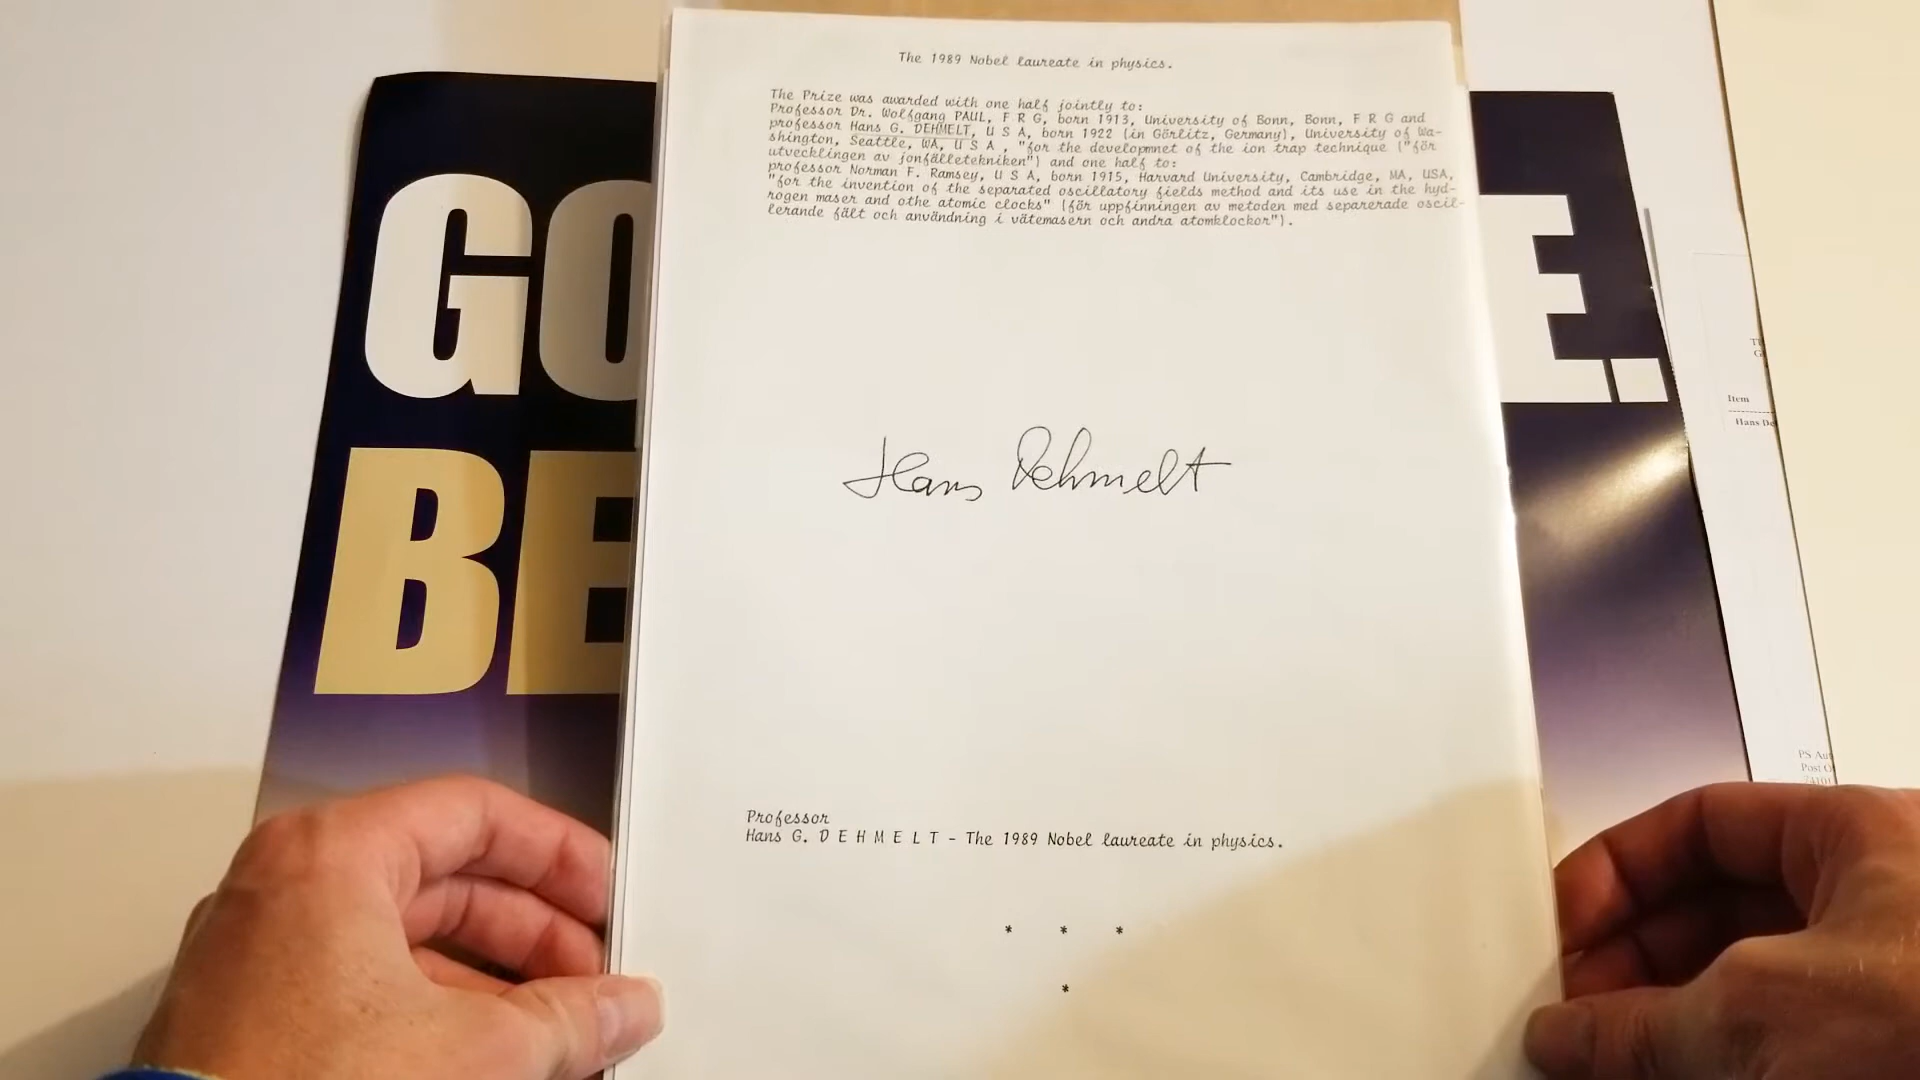 The 1989 Nobel laureate in physics.
The Prize was awarded with one half jointly to:
Professor Dr. Wolfgang PAUL, F R G, born 1913, University of Bonn, Bonn, F R G and
professor Hans G. DEHMELT, U S A, born 1922 (in Görlitz, Germany), University of Wa-
shington, Seattle, WA, U S A , "for the developmnet of the ion trap technique ("för
utvecklingen av jonfälletekniken") and one half to:
professor Norman F. Ramsey, U S A, born 1915, Harvard University, Cambridge, MA, USA,
"for the invention of the separated oscillatory fields method and its use in the hyd-
rogen maser and othe atomic clocks" (för uppfinningen av metoden med separerade oscil-
lerande fält och användning i vätemasern och andra atomklockor").
Hans Dehmelt
Professor
Hans G. D E H M E L T - The 1989 Nobel laureate in physics.
* * *
*
GO
E.
BE
Item
Hans De
PS Aut
Post O
74101